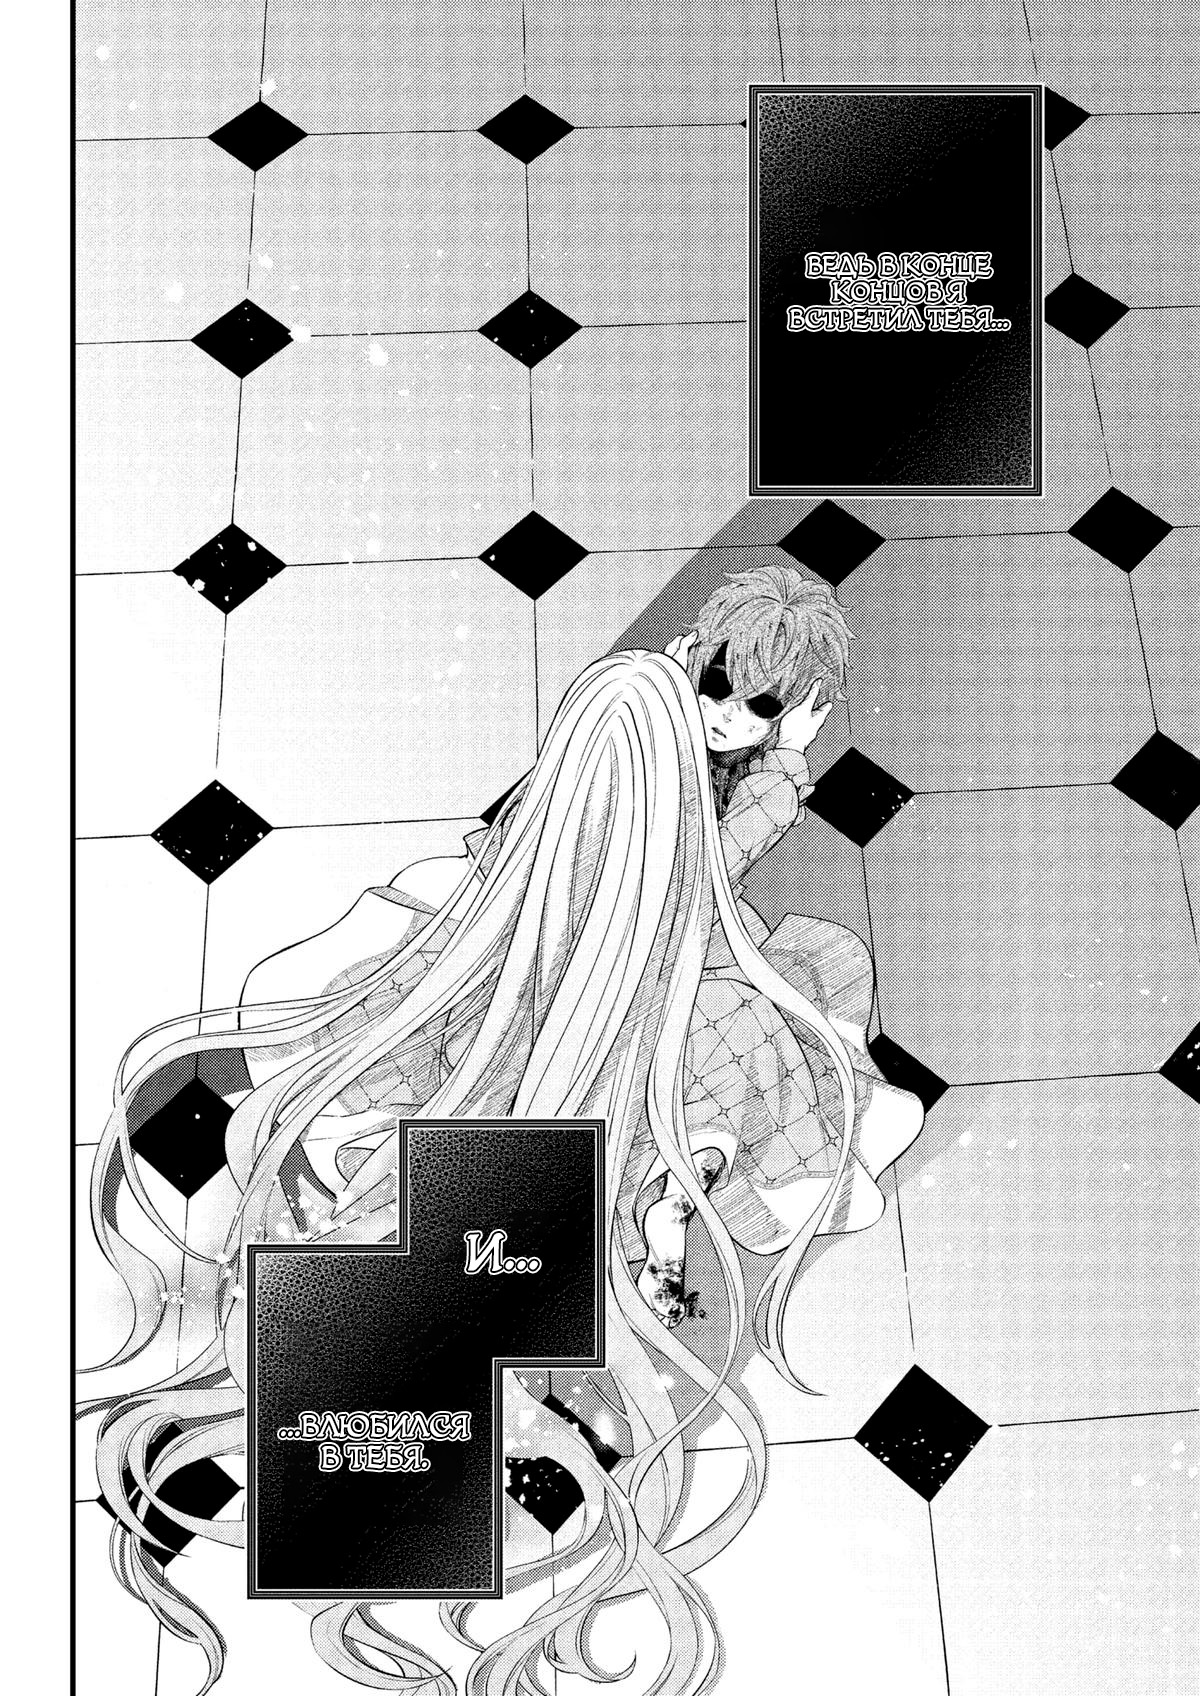 ВЕДЬ В КОНЦЕ
КОНЦОВ Я
ВСТРЕТИЛ ТЕБЯ...
И...
...ВЛЮБИЛСЯ
В ТЕБЯ.